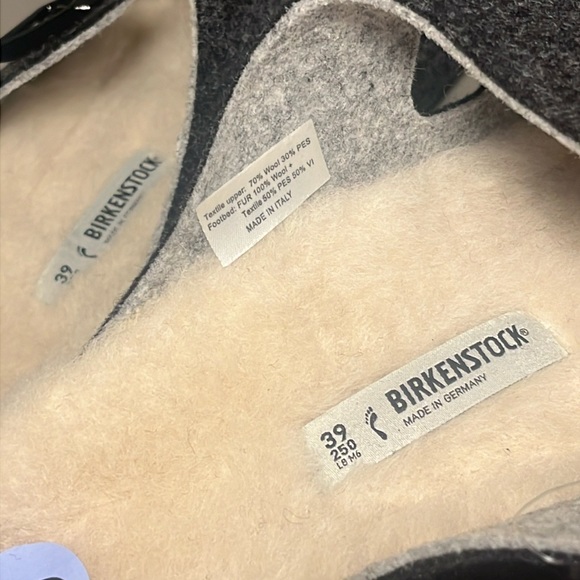 Textile upper: 70% Wool 30% PES
Footbed: FUR 100% Wool +
Textile 50% PES 50% VI
MADE IN ITALY
39
BIRKENSTOCK
39
250
L8 M6
BIRKENSTOCK®
MADE IN GERMANY